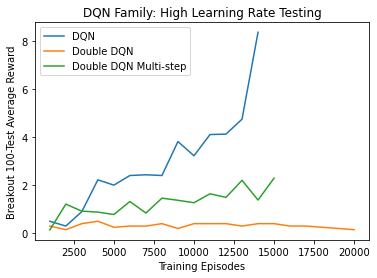 DQN Family: High Learning Rate Testing
DQN
Double DQN
Double DQN Multi-step
Breakout 100-Test Average Reward
8
6
4
2
0
2500 5000 7500 10000 12500 15000 17500 20000
Training Episodes